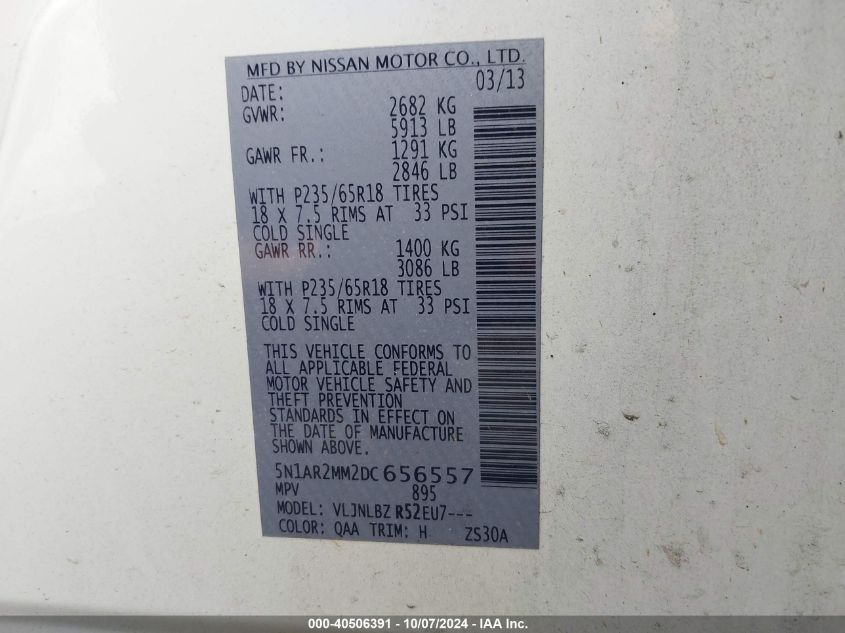 MFD BY NISSAN MOTOR CO., LTD.
DATE: 03/13
GVWR: 2682 KG
5913 LB
GAWR FR.: 1291 KG
2846 LB
WITH P235/65R18 TIRES
18 X 7.5 RIMS AT 33 PSI
COLD SINGLE
GAWR RR.: 1400 KG
3086 LB
WITH P235/65R18 TIRES
18 X 7.5 RIMS AT 33 PSI
COLD SINGLE
THIS VEHICLE CONFORMS TO
ALL APPLICABLE FEDERAL
MOTOR VEHICLE SAFETY AND
THEFT PREVENTION
STANDARDS IN EFFECT ON
THE DATE OF MANUFACTURE
SHOWN ABOVE.
5N1AR2MM2DC656557
MPV 895
MODEL: VLJNLBZ R52EU7---
COLOR: QAA TRIM: H ZS30A
000-40506391 - 10/07/2024 - IAA Inc.